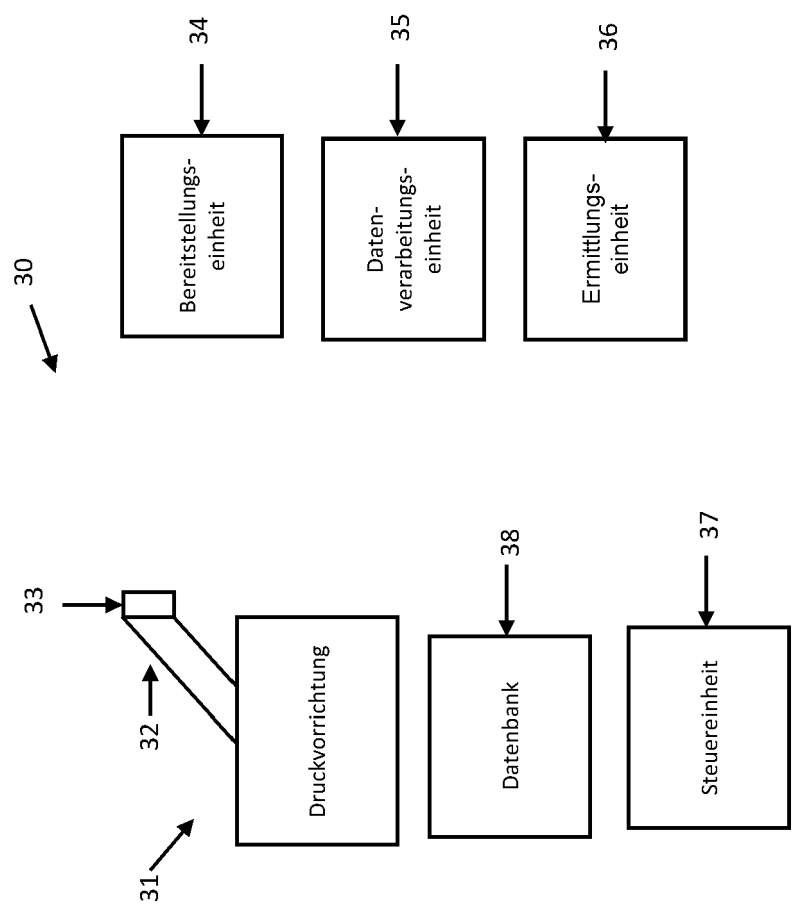 33
30
31
32
Bereitstellungs-
einheit
34
Druckvorrichtung
Daten-
verarbeitungs-
einheit
35
Datenbank
38
Ermittlungs-
einheit
36
Steuereinheit
37